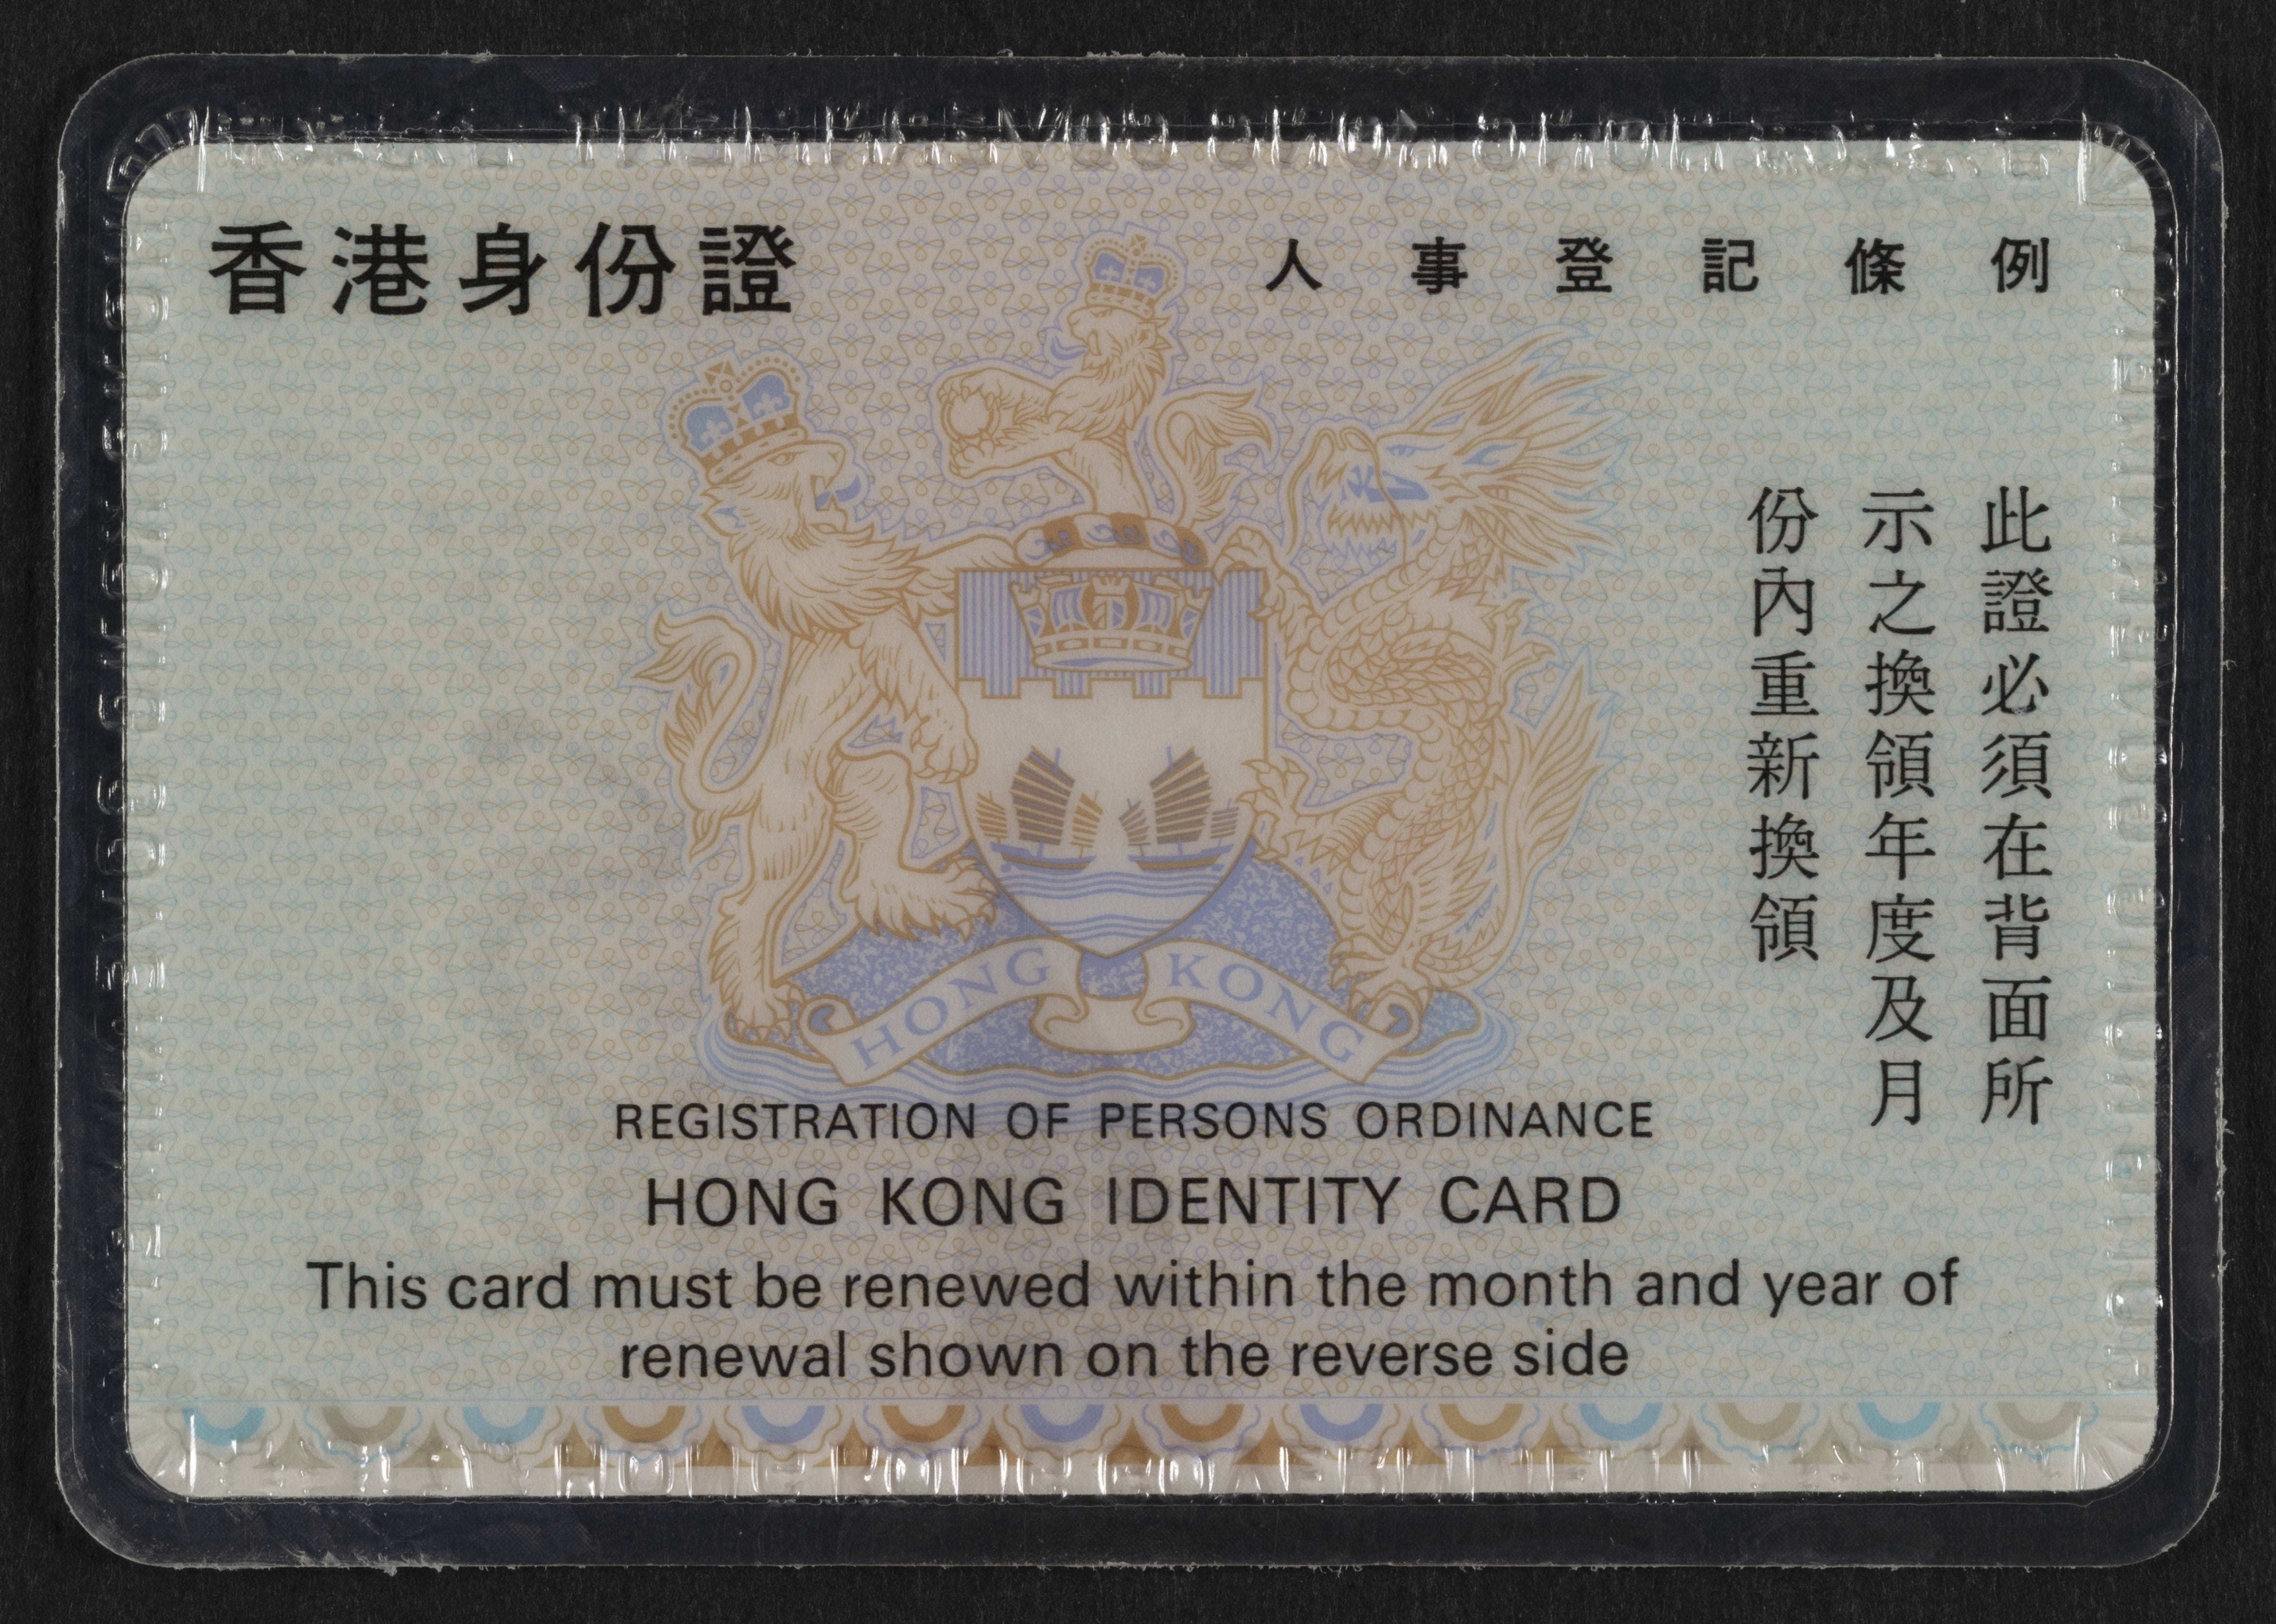 香港身份證
人事登記條例
此證必須在背面所
示之換領年度及月
份內重新換領
HONG KONG
REGISTRATION OF PERSONS ORDINANCE
HONG KONG IDENTITY CARD
This card must be renewed within the month and year of
renewal shown on the reverse side